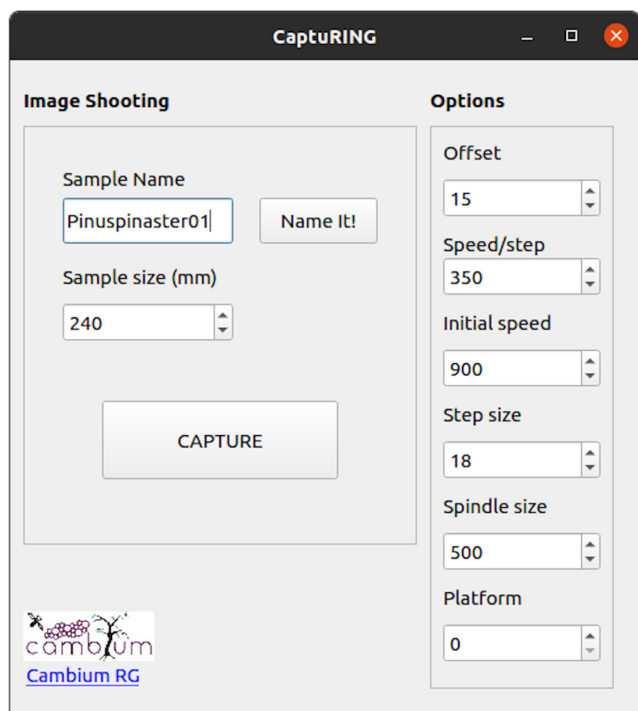 CaptuRING
Image Shooting
Sample Name
Pinuspinaster01
Name It!
Sample size (mm)
240
CAPTURE
cambium
Cambium RG
Options
Offset
15
Speed/step
350
Initial speed
900
Step size
18
Spindle size
500
Platform
0